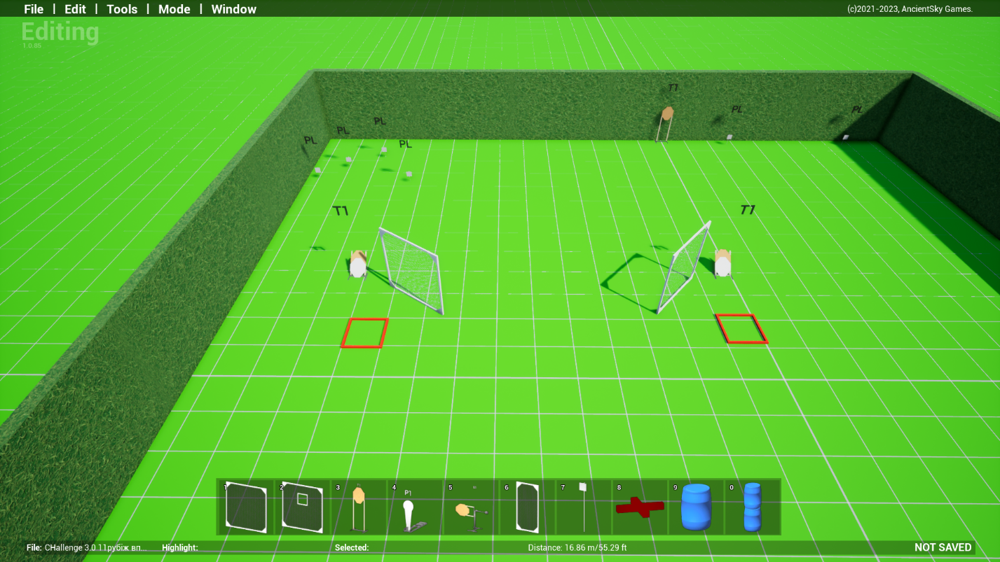 File | Edit | Tools | Mode | Window
(c)2021-2023, AncientSky Games.
Editing
1.0.85
T1
PL
PL
PL
PL
PL
PL
T1
T1
1
2
3
4
5
6
7
8
9
0
P1
File: CHallenge 3.0.11рубіж вп...
Highlight:
Selected:
Distance: 16.86 m/55.29 ft
NOT SAVED